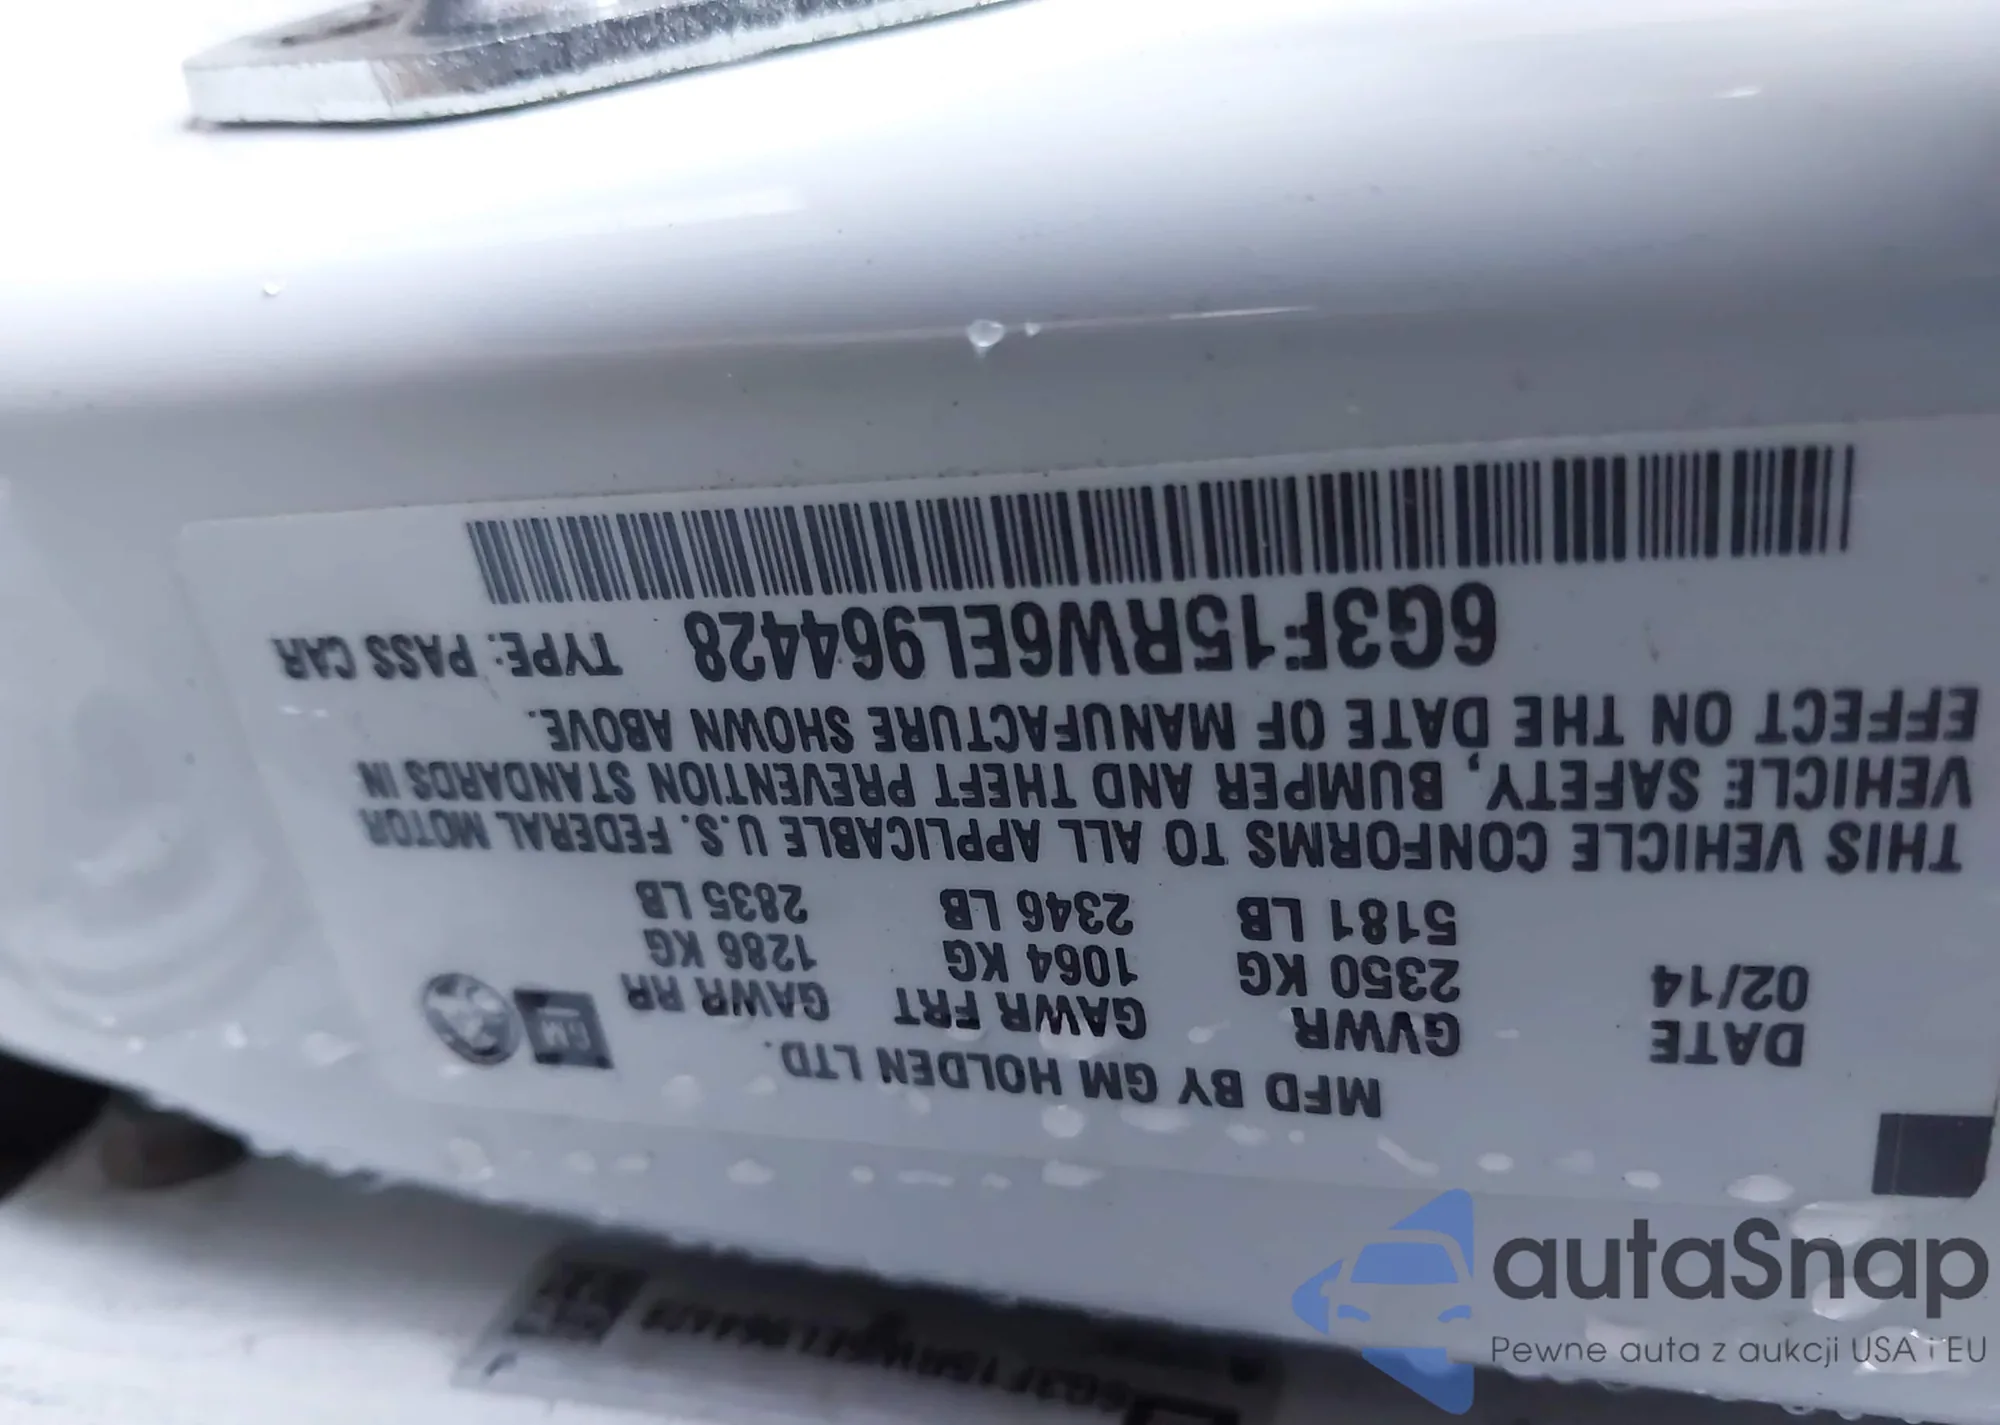 MFD BY GM HOLDEN LTD.
DATE GVWR GAWR FRT GAWR RR
02/14 2350 KG 1064 KG 1286 KG
5181 LB 2346 LB 2835 LB
GM
THIS VEHICLE CONFORMS TO ALL APPLICABLE U.S. FEDERAL MOTOR
VEHICLE SAFETY, BUMPER AND THEFT PREVENTION STANDARDS IN
EFFECT ON THE DATE OF MANUFACTURE SHOWN ABOVE.
6G3F15RW6EL964428 TYPE: PASS CAR
autaSnap
Pewne auta z aukcji USA i EU